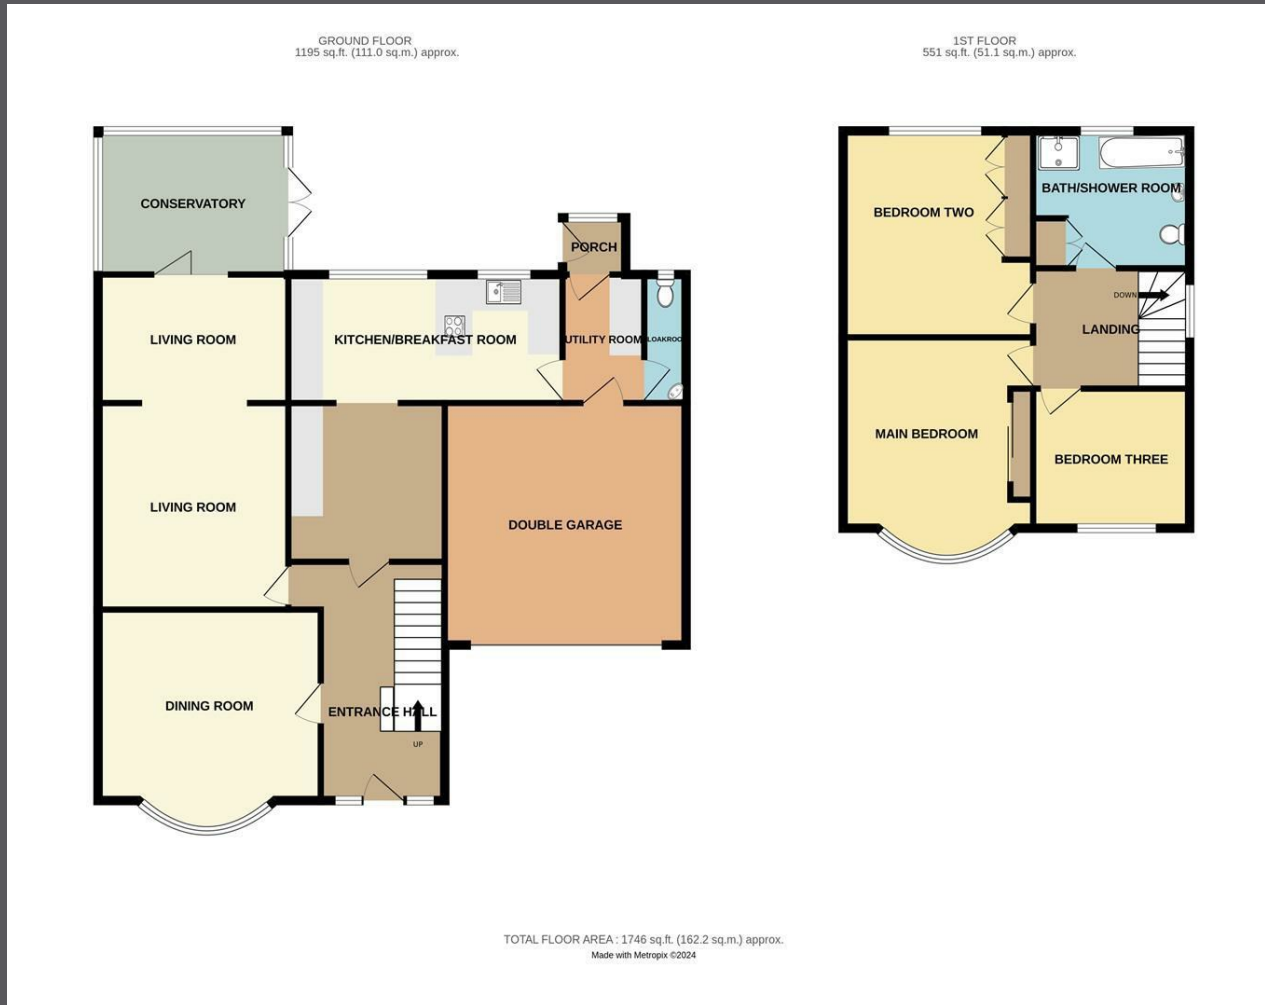 GROUND FLOOR
1195 sq.ft. (111.0 sq.m.) approx.
1ST FLOOR
551 sq.ft. (51.1 sq.m.) approx.
CONSERVATORY
PORCH
LIVING ROOM
KITCHEN/BREAKFAST ROOM
UTILITY ROOM
LOAKROO
LIVING ROOM
DOUBLE GARAGE
DINING ROOM
ENTRANCE HALL
UP
BEDROOM TWO
BATH/SHOWER ROOM
DOWN
LANDING
MAIN BEDROOM
BEDROOM THREE
TOTAL FLOOR AREA : 1746 sq.ft. (162.2 sq.m.) approx.
Made with Metropix ©2024